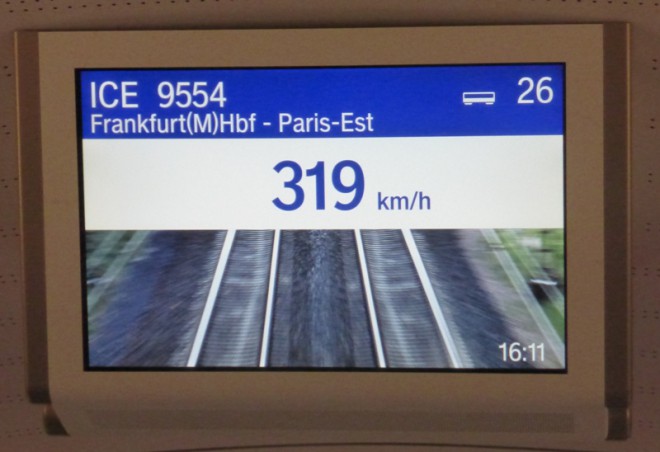 ICE 9554 26
Frankfurt(M)Hbf - Paris-Est
319 km/h
16:11